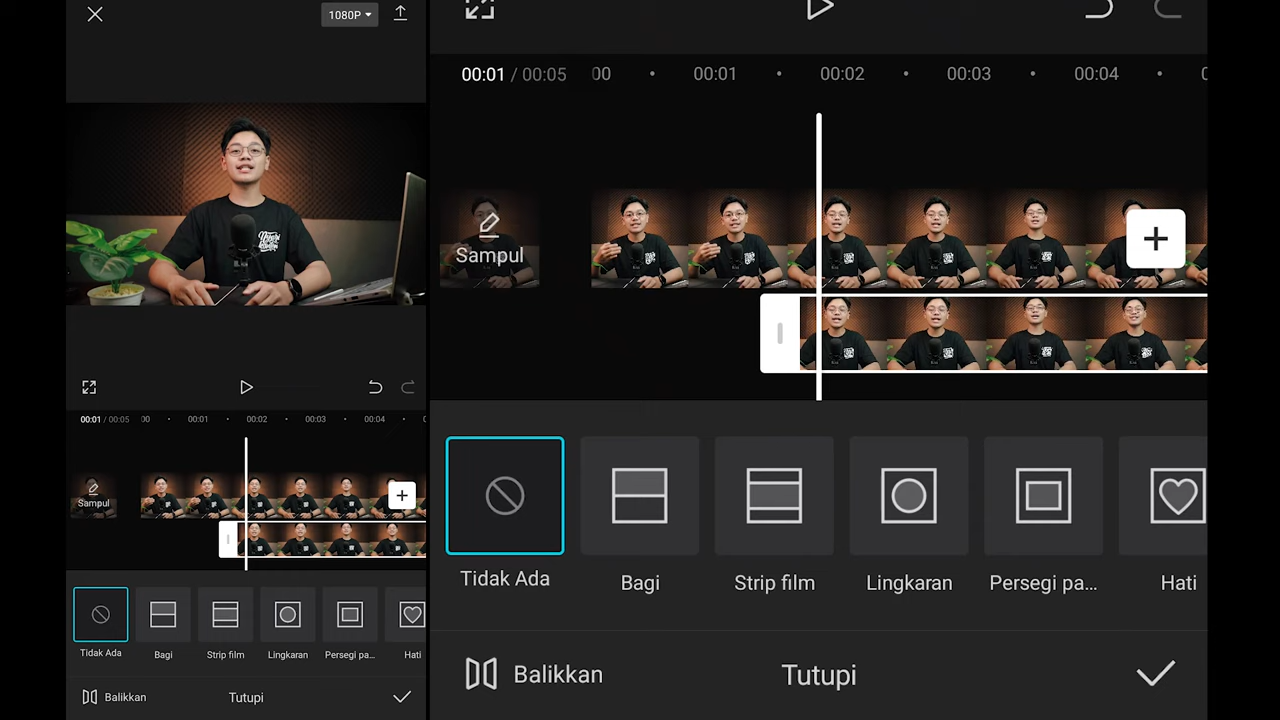 1080P
00:01 / 00:05
00
00:01
00:02
00:03
00:04
Sampul
Tidak Ada
Bagi
Strip film
Lingkaran
Persegi pa...
Hati
Balikkan
Tutupi
00:01 / 00:05
00
00:01
00:02
00:03
00:04
Sampul
Tidak Ada
Bagi
Strip film
Lingkaran
Persegi pa...
Hati
Balikkan
Tutupi